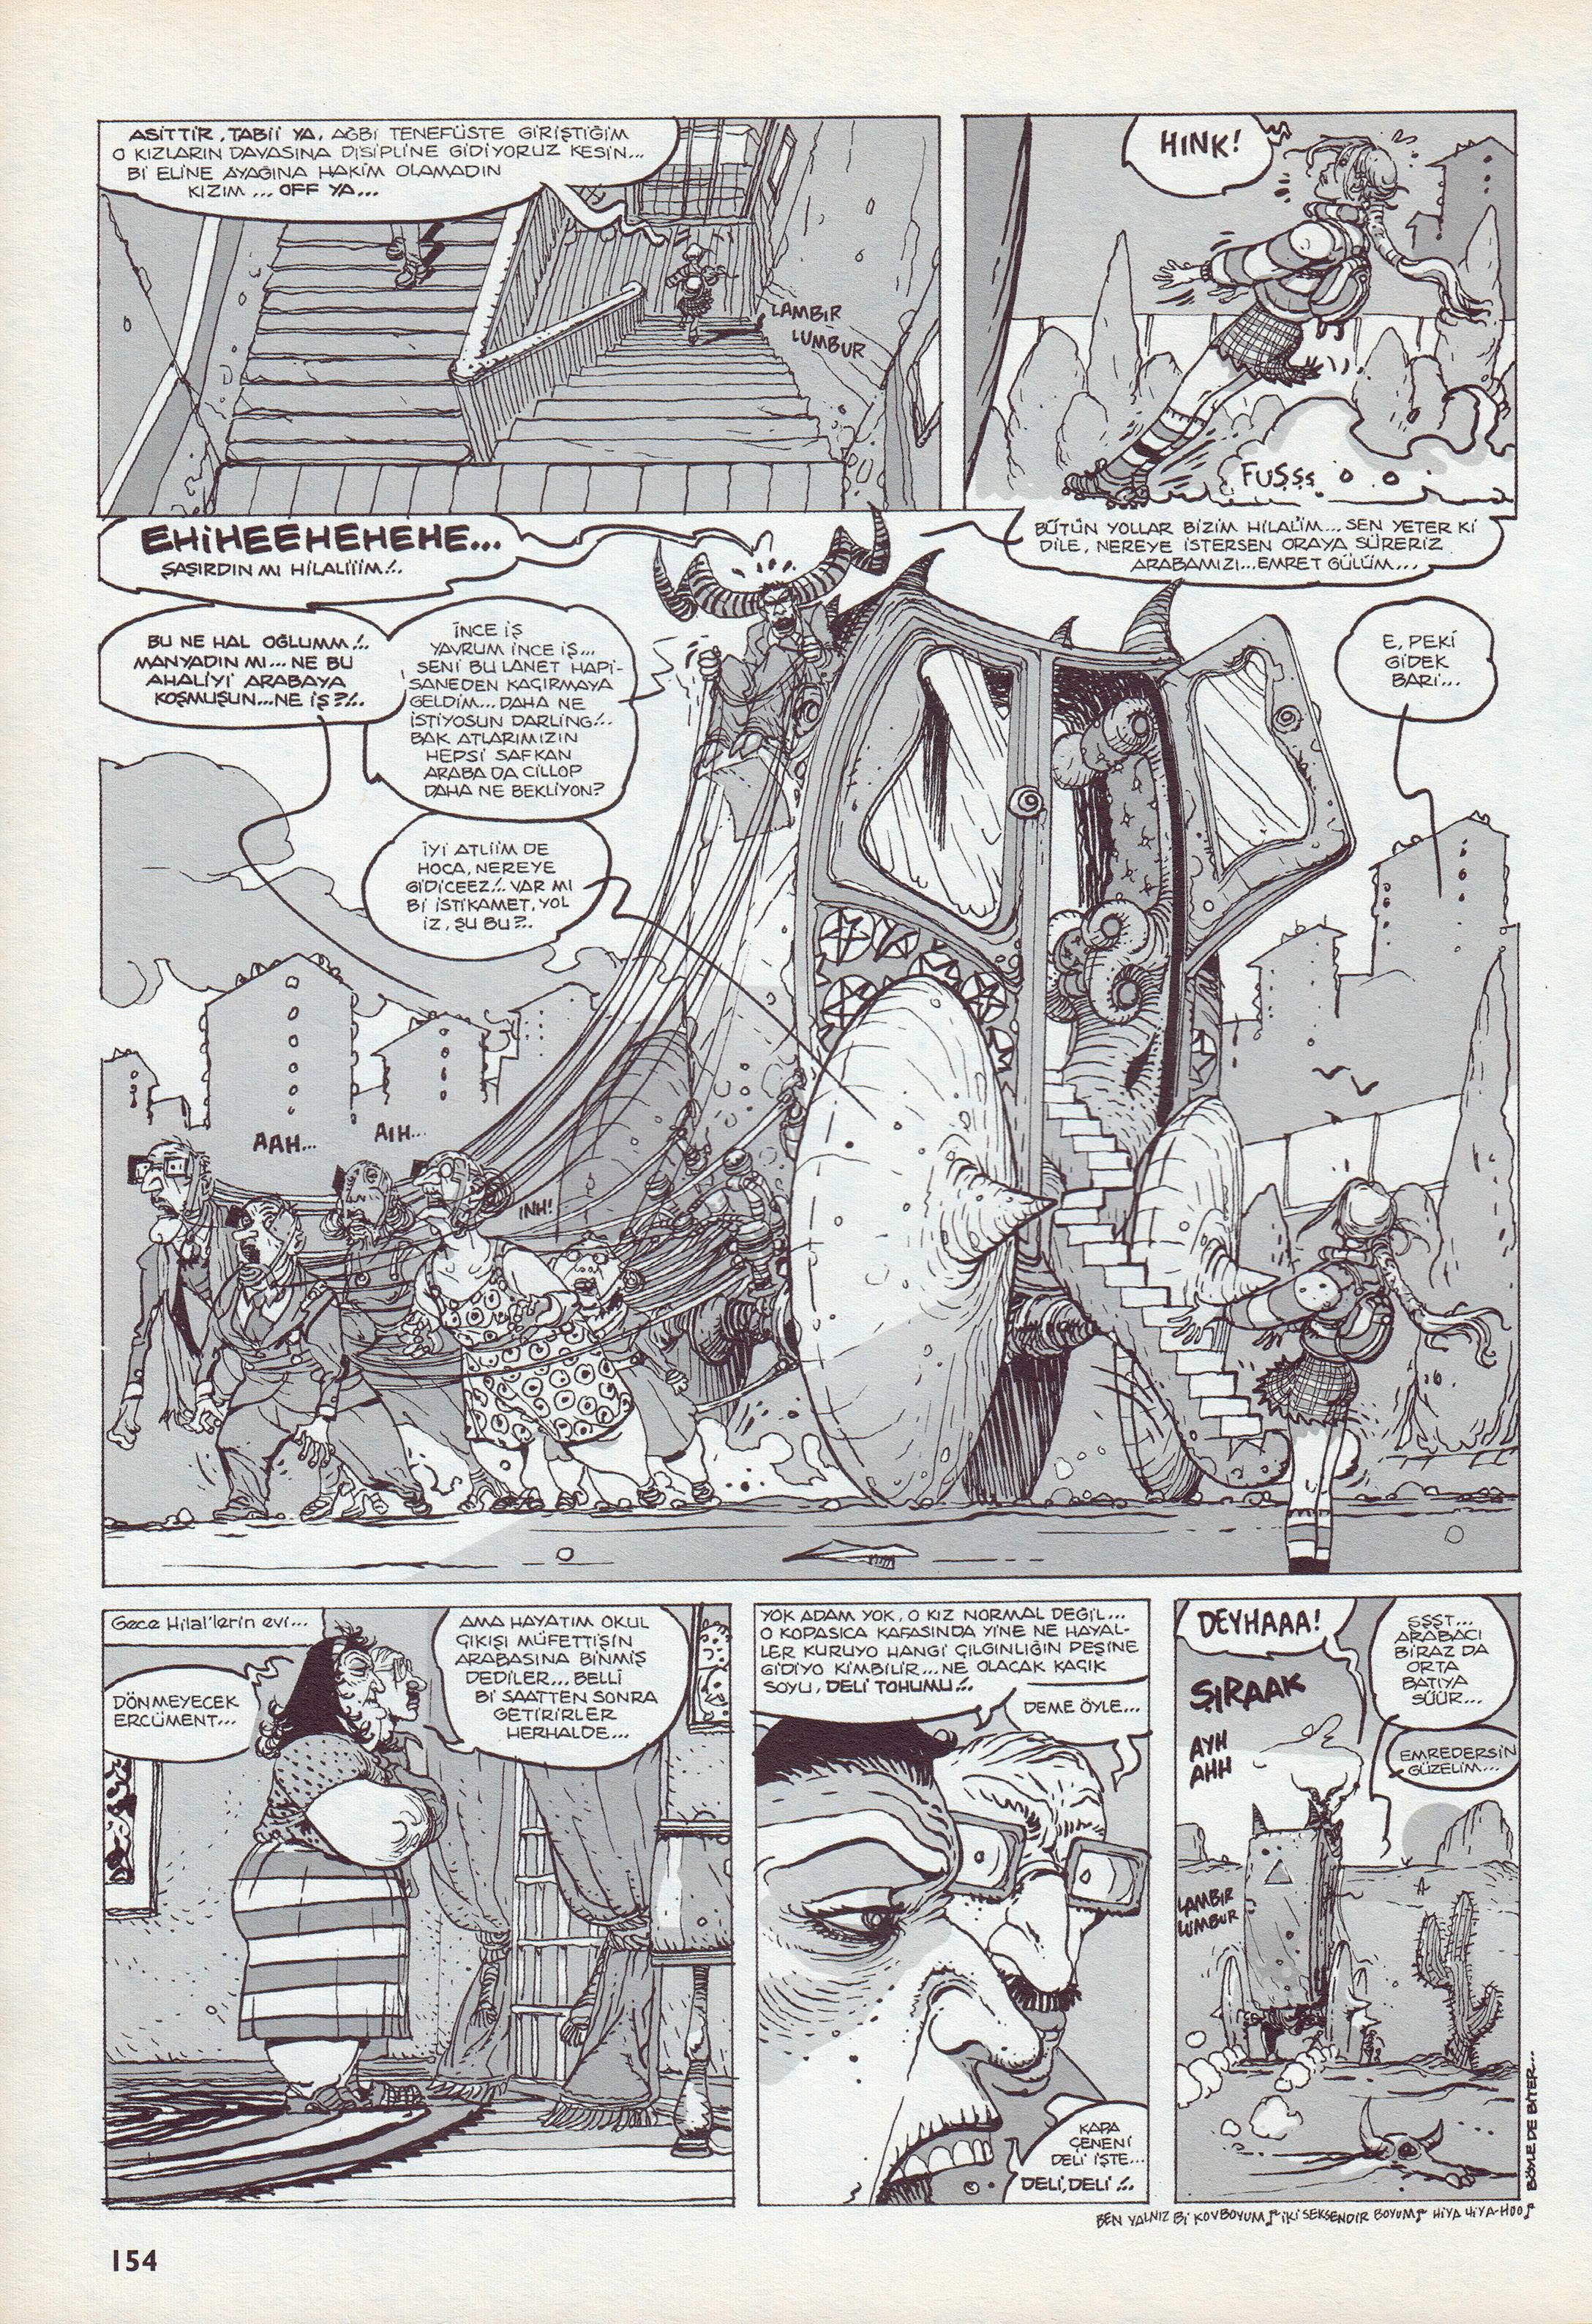 ASİTTİR, TABİİ YA, AĞBİ TENEFÜSTE GİRİŞTİĞİM
O KIZLARIN DAVASINA DİSİPLİNE GİDİYORUZ KESİN...
Bİ ELİNE AYAĞINA HAKİM OLAMADIN
KIZIM... OFF YA...
LAMBIR
LUMBUR
HINK!
FUŞŞŞ
EHİHEEHEHEHE...
ŞAŞIRDIN MI HİLALİİİM!..
BÜTÜN YOLLAR BİZİM HİLALİM... SEN YETER Kİ
DİLE, NEREYE İSTERSEN ORAYA SÜRERİZ
ARABAMIZI... EMRET GÜLÜM...
BU NE HAL OĞLUMM!..
MANYADIN MI... NE BU
AHALİYİ ARABAYA
KOŞMUŞUN... NE İŞ?!..
İNCE İŞ
YAVRUM İNCE İŞ...
SENİ BU LANET HAPİ-
SANEDEN KAÇIRMAYA
GELDİM... DAHA NE
İSTİYOSUN DARLİNG!..
BAK ATLARIMIZIN
HEPSİ SAFKAN
ARABA DA CİLLOP
DAHA NE BEKLİYON?
E, PEKİ
GİDEK
BARİ...
İYİ ATLIİM DE
HOCA, NEREYE
GİDİCEEZ!.. VAR MI
Bİ İSTİKAMET, YOL
İZ, ŞU BU?..
AAH...
AIH...
INH!
Gece Hilal'lerin evi...
DÖNMEYECEK
ERCÜMENT...
AMA HAYATIM OKUL
ÇIKIŞI MÜFETTİŞİN
ARABASINA BİNMİŞ
DEDİLER... BELLİ
Bİ SAATTEN SONRA
GETİRİRLER
HERHALDE...
YOK ADAM YOK, O KIZ NORMAL DEĞİL...
O KOPASICA KAFASINDA YİNE NE HAYAL-
LER KURUYO HANGİ ÇILGINLIĞIN PEŞİNE
GİDİYO KİMBİLİR... NE OLACAK KAÇIK
SOYU, DELİ TOHUMU!..
DEME ÖYLE...
KAPA
ÇENENİ
DELİ İŞTE...
DELİ, DELİ!..
DEYHAAA!
ŞIRAAK
AYH
AHH
ŞŞŞT...
ARABACI
BİRAZ DA
ORTA
BATIYA
SÜÜR...
EMREDERSİN
GÜZELİM...
LAMBIR
LUMBUR
BÖYLE DE BİTER...
BEN YALNIZ Bİ KOVBOYUM♪ İKİ SEKSENDİR BOYUM♪ HİYA HİYA-HOO♪
154